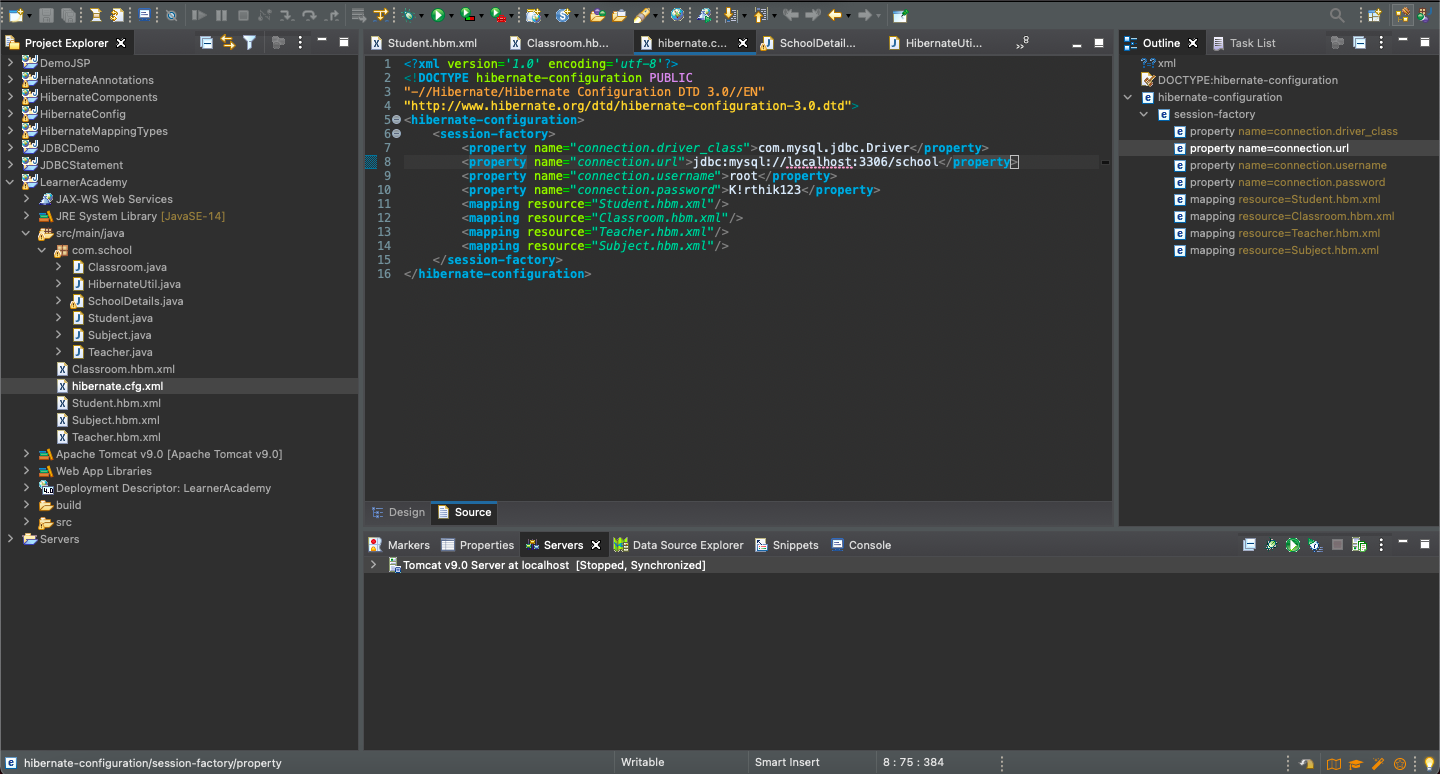 Project Explorer
DemoJSP
HibernateAnnotations
HibernateComponents
HibernateConfig
HibernateMappingTypes
JDBCDemo
JDBCStatement
LearnerAcademy
JAX-WS Web Services
JRE System Library [JavaSE-14]
src/main/java
com.school
Classroom.java
HibernateUtil.java
SchoolDetails.java
Student.java
Subject.java
Teacher.java
Classroom.hbm.xml
hibernate.cfg.xml
Student.hbm.xml
Subject.hbm.xml
Teacher.hbm.xml
Apache Tomcat v9.0 [Apache Tomcat v9.0]
Web App Libraries
Deployment Descriptor: LearnerAcademy
build
src
Servers
Student.hbm.xml Classroom.hb... hibernate.c... SchoolDetail... HibernateUti... »8
1 <?xml version='1.0' encoding='utf-8'?>
2 <!DOCTYPE hibernate-configuration PUBLIC
3 "-//Hibernate/Hibernate Configuration DTD 3.0//EN"
4 "http://www.hibernate.org/dtd/hibernate-configuration-3.0.dtd">
5 <hibernate-configuration>
6 <session-factory>
7 <property name="connection.driver_class">com.mysql.jdbc.Driver</property>
8 <property name="connection.url">jdbc:mysql://localhost:3306/school</property>
9 <property name="connection.username">root</property>
10 <property name="connection.password">K!rthik123</property>
11 <mapping resource="Student.hbm.xml"/>
12 <mapping resource="Classroom.hbm.xml"/>
13 <mapping resource="Teacher.hbm.xml"/>
14 <mapping resource="Subject.hbm.xml"/>
15 </session-factory>
16 </hibernate-configuration>
Design Source
Outline Task List
xml
DOCTYPE:hibernate-configuration
hibernate-configuration
session-factory
property name=connection.driver_class
property name=connection.url
property name=connection.username
property name=connection.password
mapping resource=Student.hbm.xml
mapping resource=Classroom.hbm.xml
mapping resource=Teacher.hbm.xml
mapping resource=Subject.hbm.xml
Markers Properties Servers Data Source Explorer Snippets Console
Tomcat v9.0 Server at localhost [Stopped, Synchronized]
hibernate-configuration/session-factory/property Writable Smart Insert 8 : 75 : 384